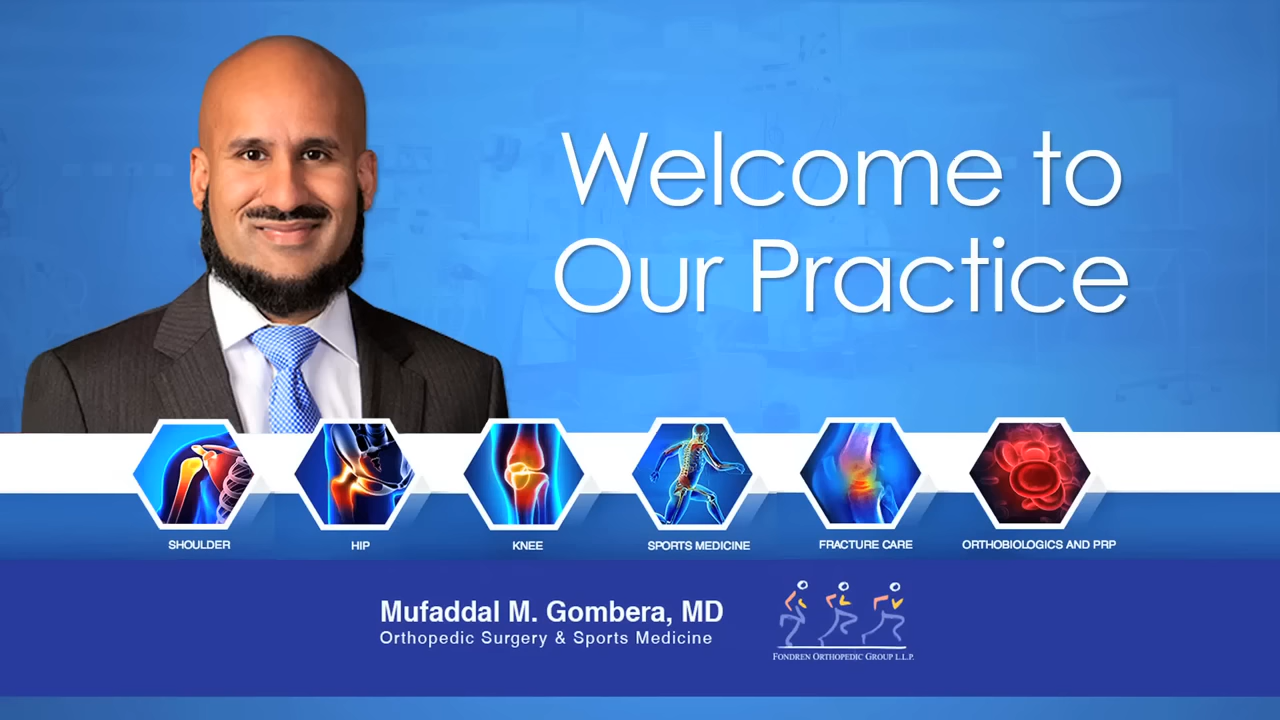 Welcome to
Our Practice
SHOULDER
HIP
KNEE
SPORTS MEDICINE
FRACTURE CARE
ORTHOBIOLOGICS AND PRP
Mufaddal M. Gombera, MD
Orthopedic Surgery & Sports Medicine
FONDREN ORTHOPEDIC GROUP L.L.P.